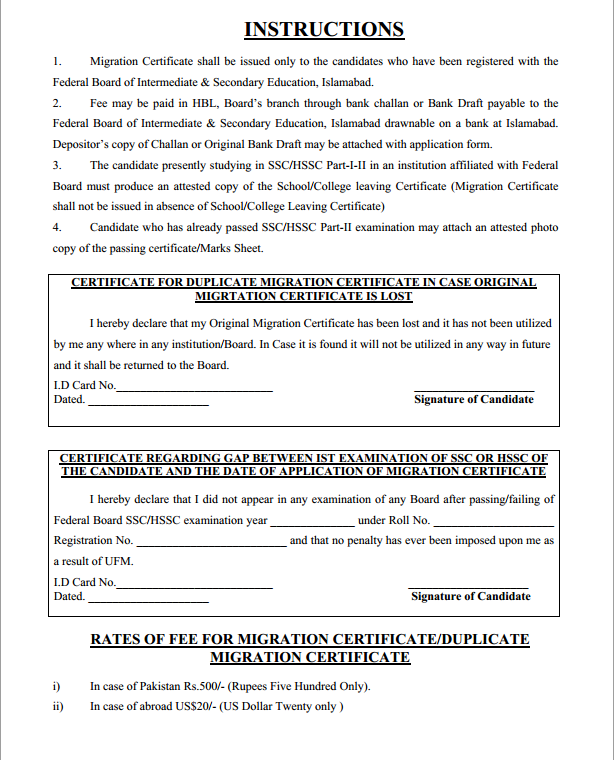 INSTRUCTIONS
1. Migration Certificate shall be issued only to the candidates who have been registered with the
Federal Board of Intermediate & Secondary Education, Islamabad.
2. Fee may be paid in HBL, Board's branch through bank challan or Bank Draft payable to the
Federal Board of Intermediate & Secondary Education, Islamabad drawnable on a bank at Islamabad.
Depositor's copy of Challan or Original Bank Draft may be attached with application form.
3. The candidate presently studying in SSC/HSSC Part-I-II in an institution affiliated with Federal
Board must produce an attested copy of the School/College leaving Certificate (Migration Certificate
shall not be issued in absence of School/College Leaving Certificate)
4. Candidate who has already passed SSC/HSSC Part-II examination may attach an attested photo
copy of the passing certificate/Marks Sheet.
CERTIFICATE FOR DUPLICATE MIGRATION CERTIFICATE IN CASE ORIGINAL
MIGRTATION CERTIFICATE IS LOST
I hereby declare that my Original Migration Certificate has been lost and it has not been utilized
by me any where in any institution/Board. In Case it is found it will not be utilized in any way in future
and it shall be returned to the Board.
I.D Card No.__________________________ ____________________
Dated. ____________________ Signature of Candidate
CERTIFICATE REGARDING GAP BETWEEN IST EXAMINATION OF SSC OR HSSC OF
THE CANDIDATE AND THE DATE OF APPLICATION OF MIGRATION CERTIFICATE
I hereby declare that I did not appear in any examination of any Board after passing/failing of
Federal Board SSC/HSSC examination year ______________ under Roll No. ____________________
Registration No. _________________________ and that no penalty has ever been imposed upon me as
a result of UFM.
I.D Card No.__________________________ ____________________
Dated. ____________________ Signature of Candidate
RATES OF FEE FOR MIGRATION CERTIFICATE/DUPLICATE
MIGRATION CERTIFICATE
i) In case of Pakistan Rs.500/- (Rupees Five Hundred Only).
ii) In case of abroad US$20/- (US Dollar Twenty only )